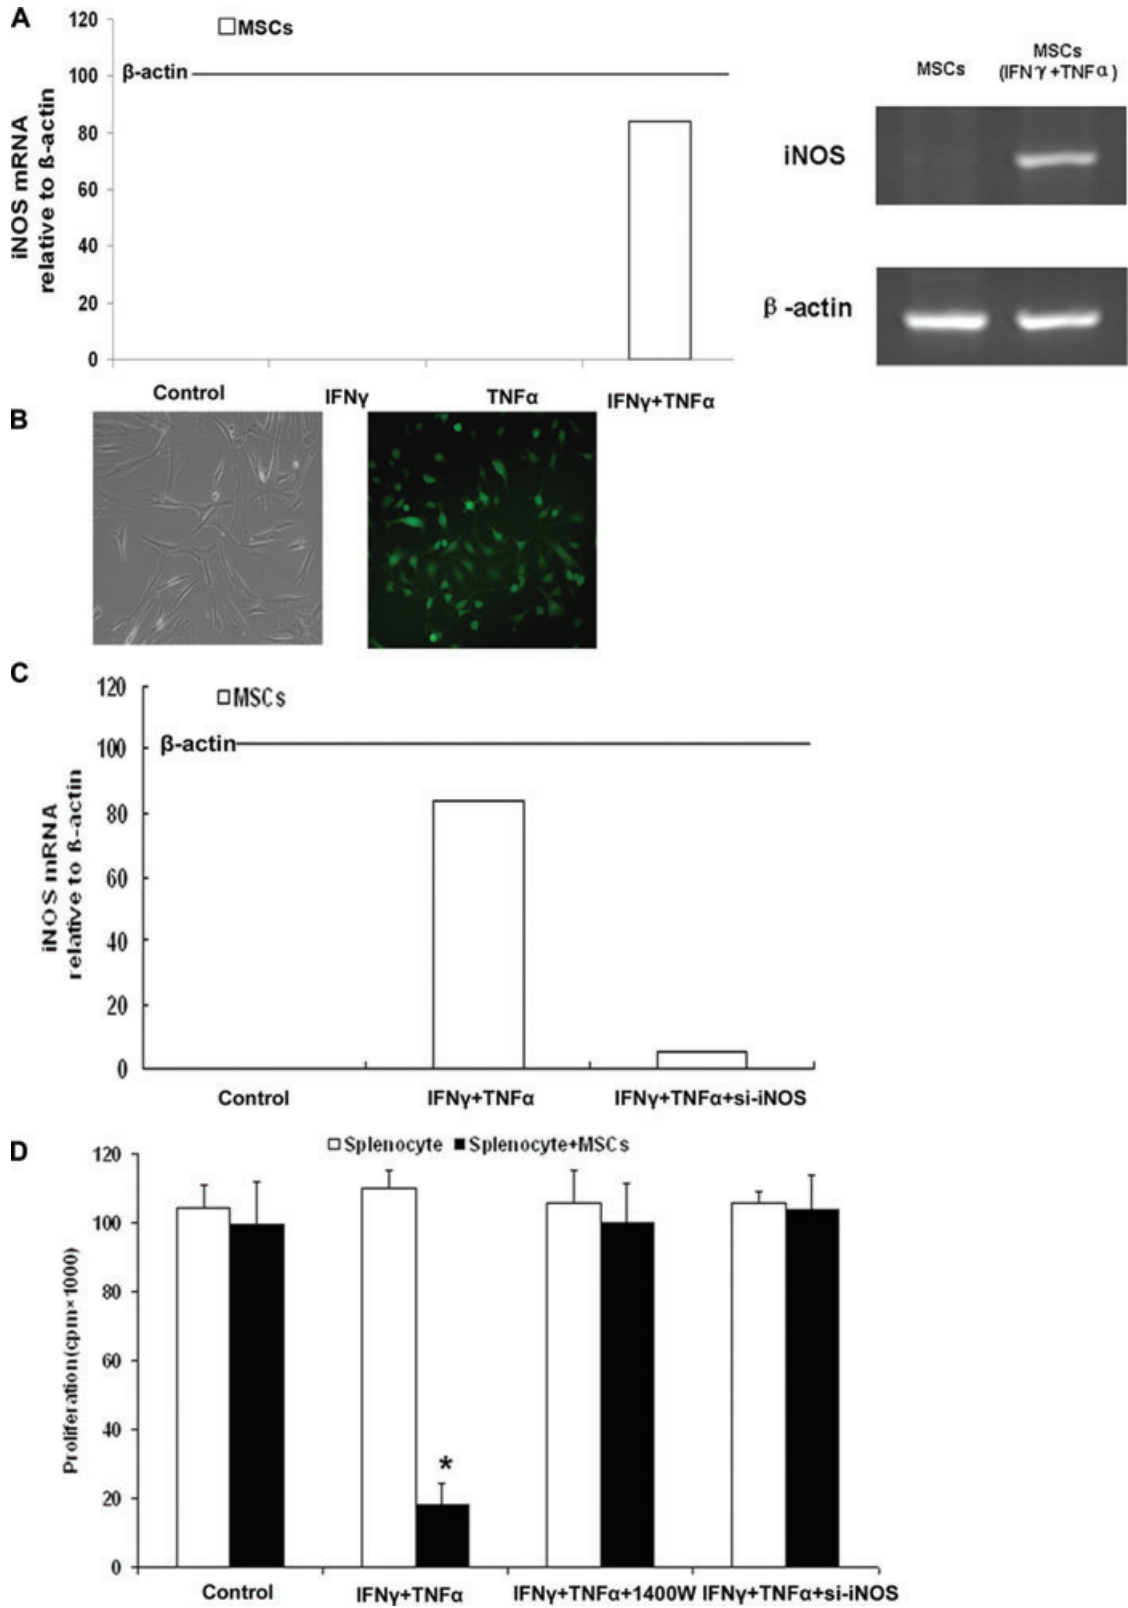 A
120
100
80
60
40
20
0
iNOS mRNA
relative to ß-actin
MSCs
β-actin
Control
IFNγ
TNFα
IFNγ+TNFα
MSCs
MSCs
(IFNγ+TNFα)
iNOS
β-actin
B
C
120
100
80
60
40
20
0
iNOS mRNA
relative to ß-actin
MSCs
β-actin
Control
IFNγ+TNFα
IFNγ+TNFα+si-iNOS
D
Splenocyte Splenocyte+MSCs
120
100
80
60
40
20
0
Proliferation(cpm×1000)
*
Control
IFNγ+TNFα
IFNγ+TNFα+1400W
IFNγ+TNFα+si-iNOS